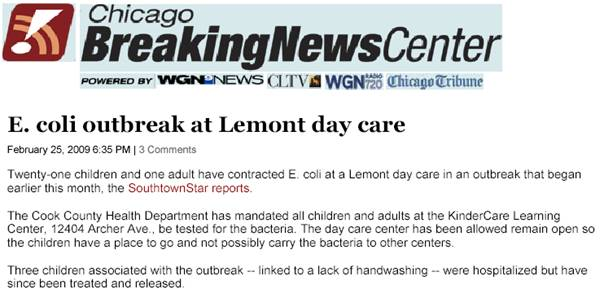 Chicago
BreakingNewsCenter
POWERED BY WGN NEWS CLTV WGN RADIO 720 Chicago Tribune
E. coli outbreak at Lemont day care
February 25, 2009 6:35 PM | 3 Comments
Twenty-one children and one adult have contracted E. coli at a Lemont day care in an outbreak that began
earlier this month, the SouthtownStar reports.
The Cook County Health Department has mandated all children and adults at the KinderCare Learning
Center, 12404 Archer Ave., be tested for the bacteria. The day care center has been allowed remain open so
the children have a place to go and not possibly carry the bacteria to other centers.
Three children associated with the outbreak -- linked to a lack of handwashing -- were hospitalized but have
since been treated and released.